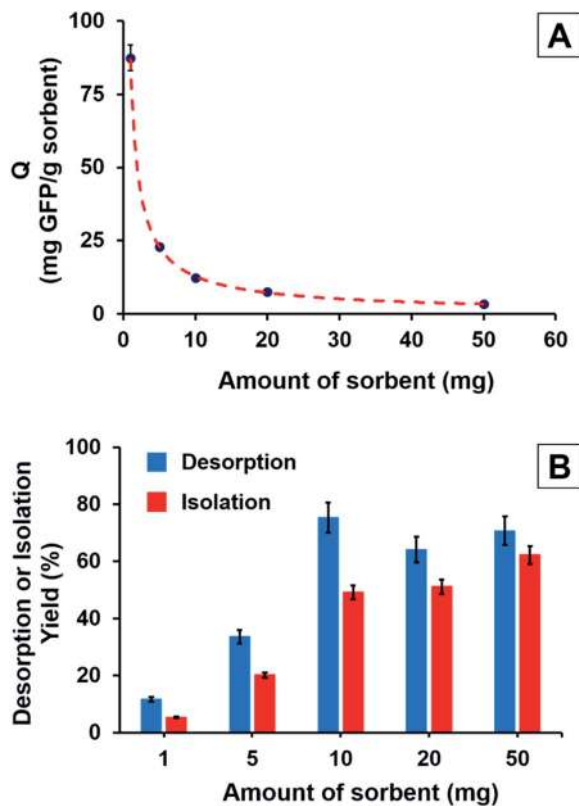 A
100
75
50
25
0
Q
(mg GFP/g sorbent)
0 10 20 30 40 50 60
Amount of sorbent (mg)
B
100
80
60
40
20
0
Desorption or Isolation
Yield (%)
Desorption
Isolation
1 5 10 20 50
Amount of sorbent (mg)